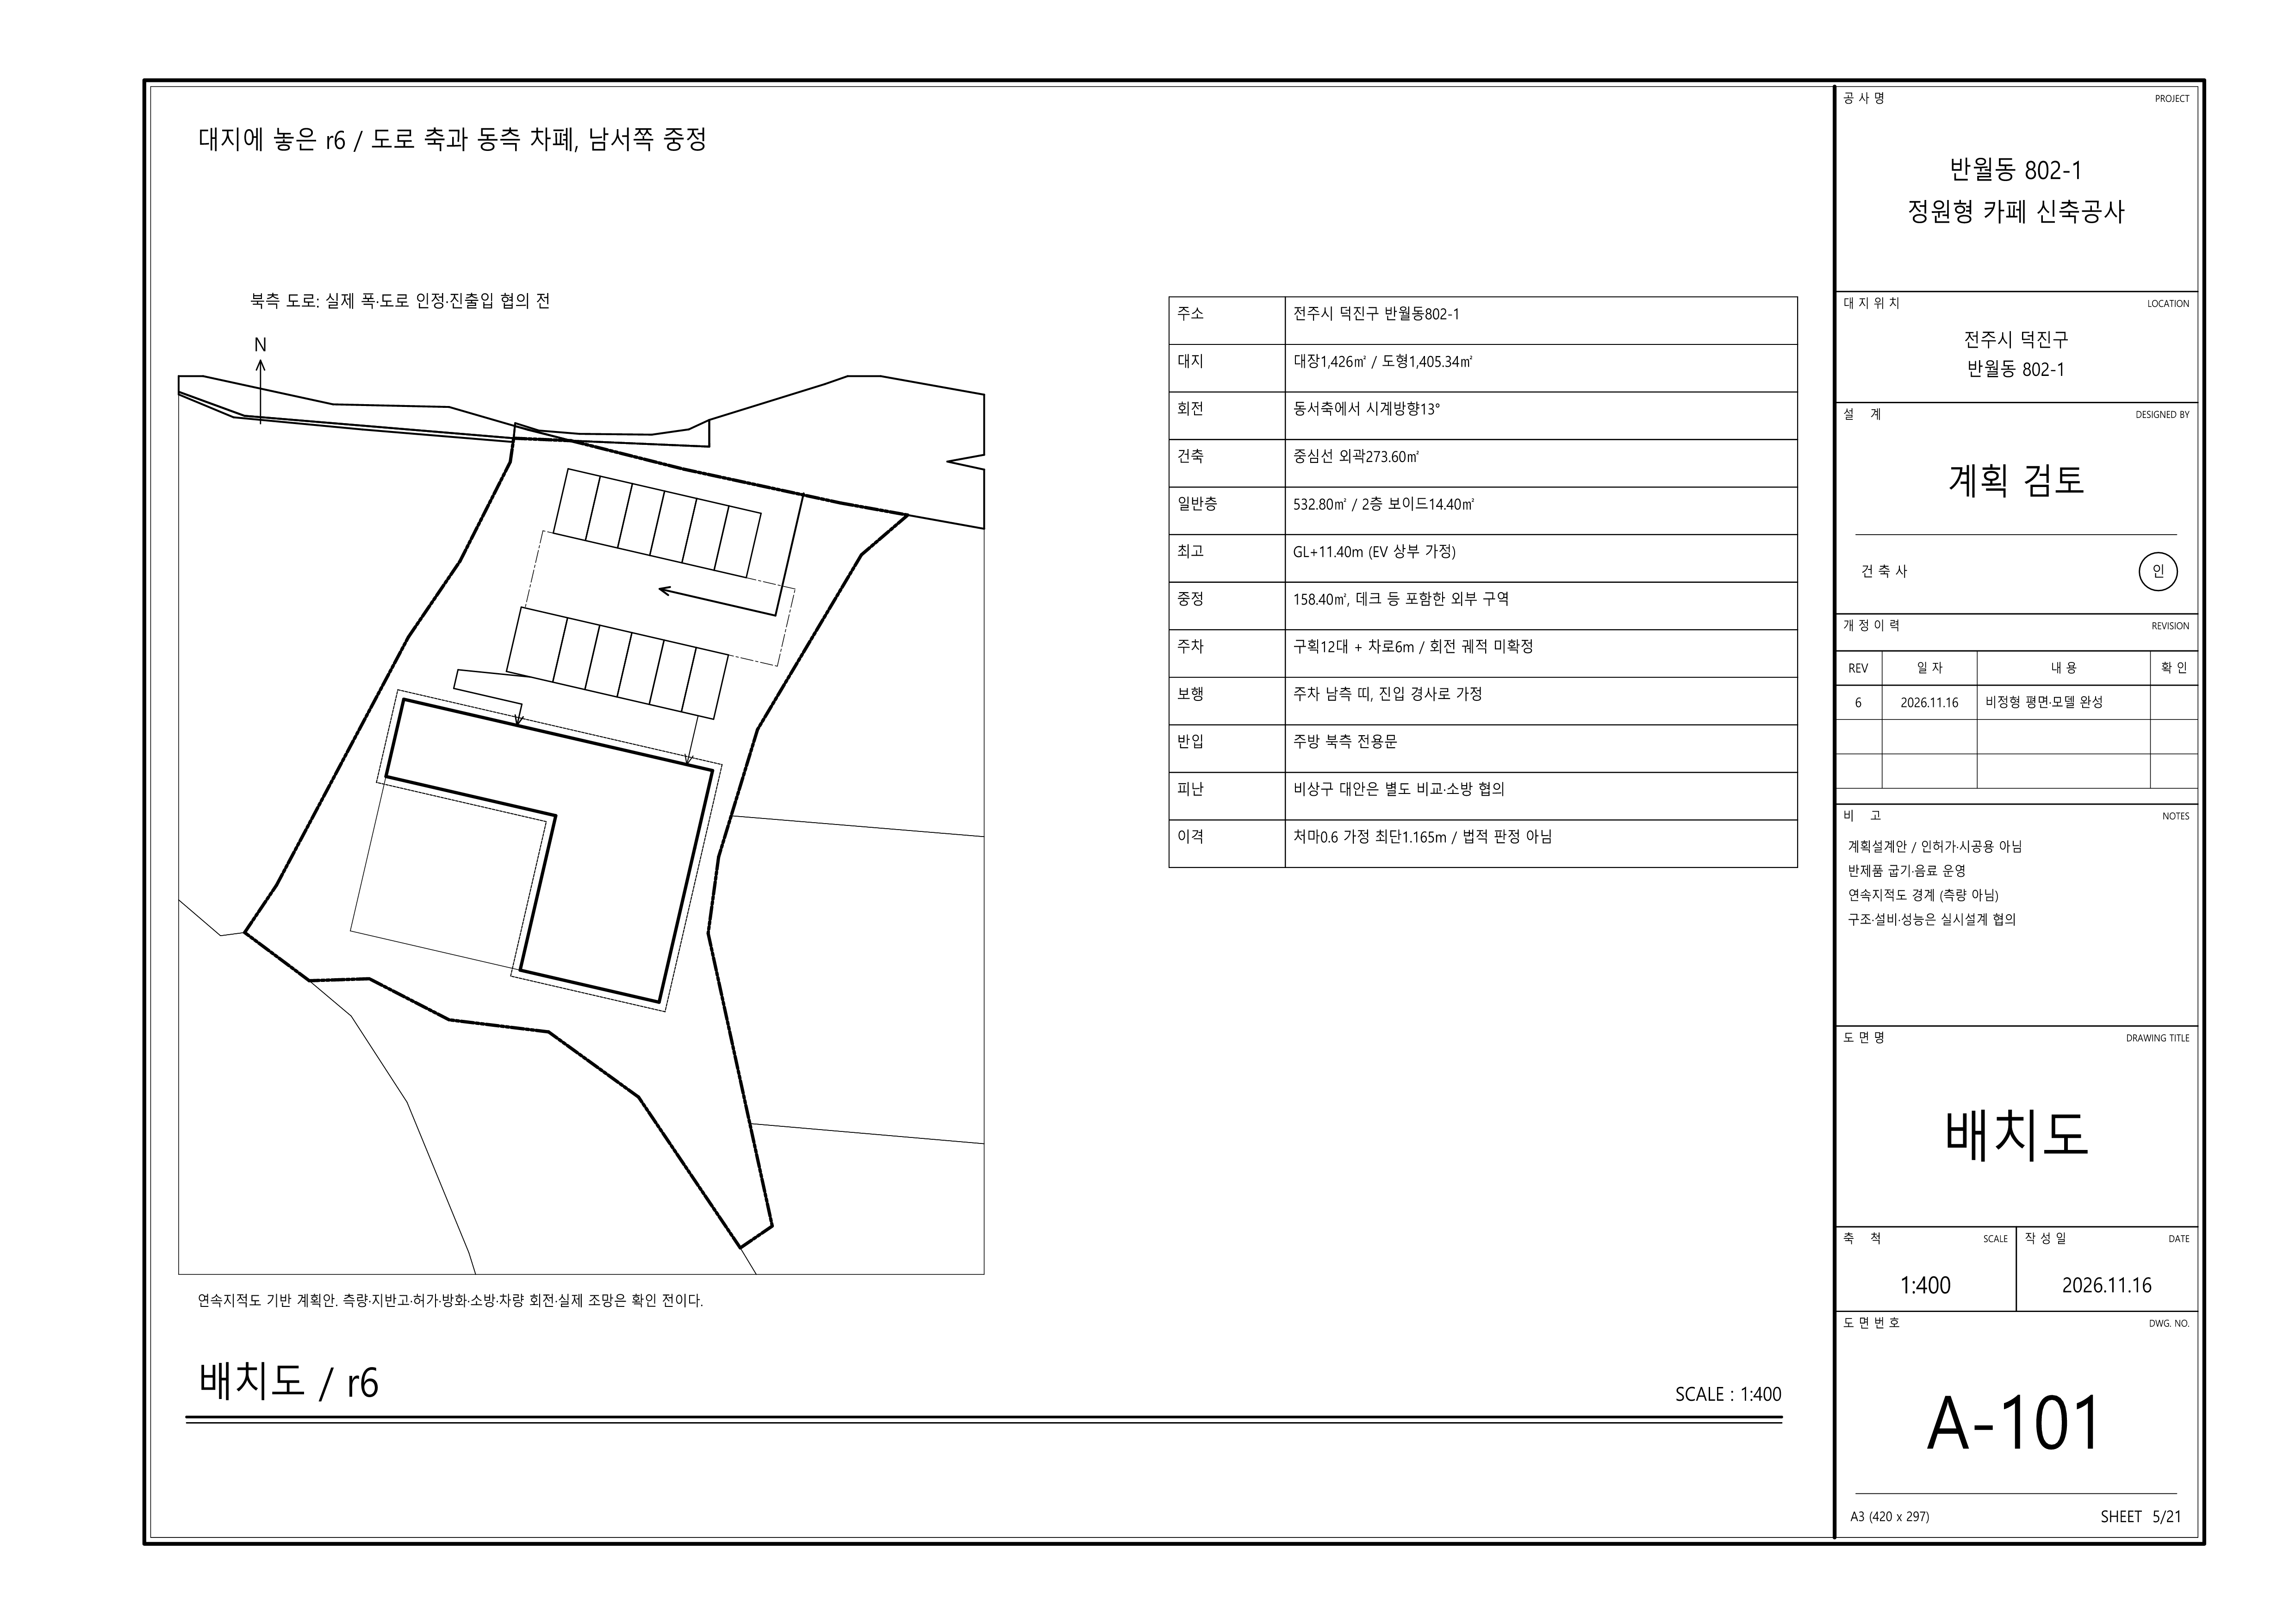 대지에 놓은 r6 / 도로 축과 동측 차폐, 남서쪽 중정
북측 도로: 실제 폭·도로 인정·진출입 협의 전
N
주소 전주시 덕진구 반월동802-1
대지 대장1,426㎡ / 도형1,405.34㎡
회전 동서축에서 시계방향13°
건축 중심선 외곽273.60㎡
일반층 532.80㎡ / 2층 보이드14.40㎡
최고 GL+11.40m (EV 상부 가정)
중정 158.40㎡, 데크 등 포함한 외부 구역
주차 구획12대 + 차로6m / 회전 궤적 미확정
보행 주차 남측 띠, 진입 경사로 가정
반입 주방 북측 전용문
피난 비상구 대안은 별도 비교·소방 협의
이격 처마0.6 가정 최단1.165m / 법적 판정 아님
연속지적도 기반 계획안. 측량·지반고·허가·방화·소방·차량 회전·실제 조망은 확인 전이다.
배치도 / r6
SCALE : 1:400
공 사 명 PROJECT
반월동 802-1
정원형 카페 신축공사
대 지 위 치 LOCATION
전주시 덕진구
반월동 802-1
설 계 DESIGNED BY
계획 검토
건 축 사 인
개 정 이 력 REVISION
REV 일 자 내 용 확 인
6 2026.11.16 비정형 평면·모델 완성
비 고 NOTES
계획설계안 / 인허가·시공용 아님
반제품 굽기·음료 운영
연속지적도 경계 (측량 아님)
구조·설비·성능은 실시설계 협의
도 면 명 DRAWING TITLE
배치도
축 척 SCALE 작 성 일 DATE
1:400 2026.11.16
도 면 번 호 DWG. NO.
A-101
A3 (420 x 297) SHEET 5/21